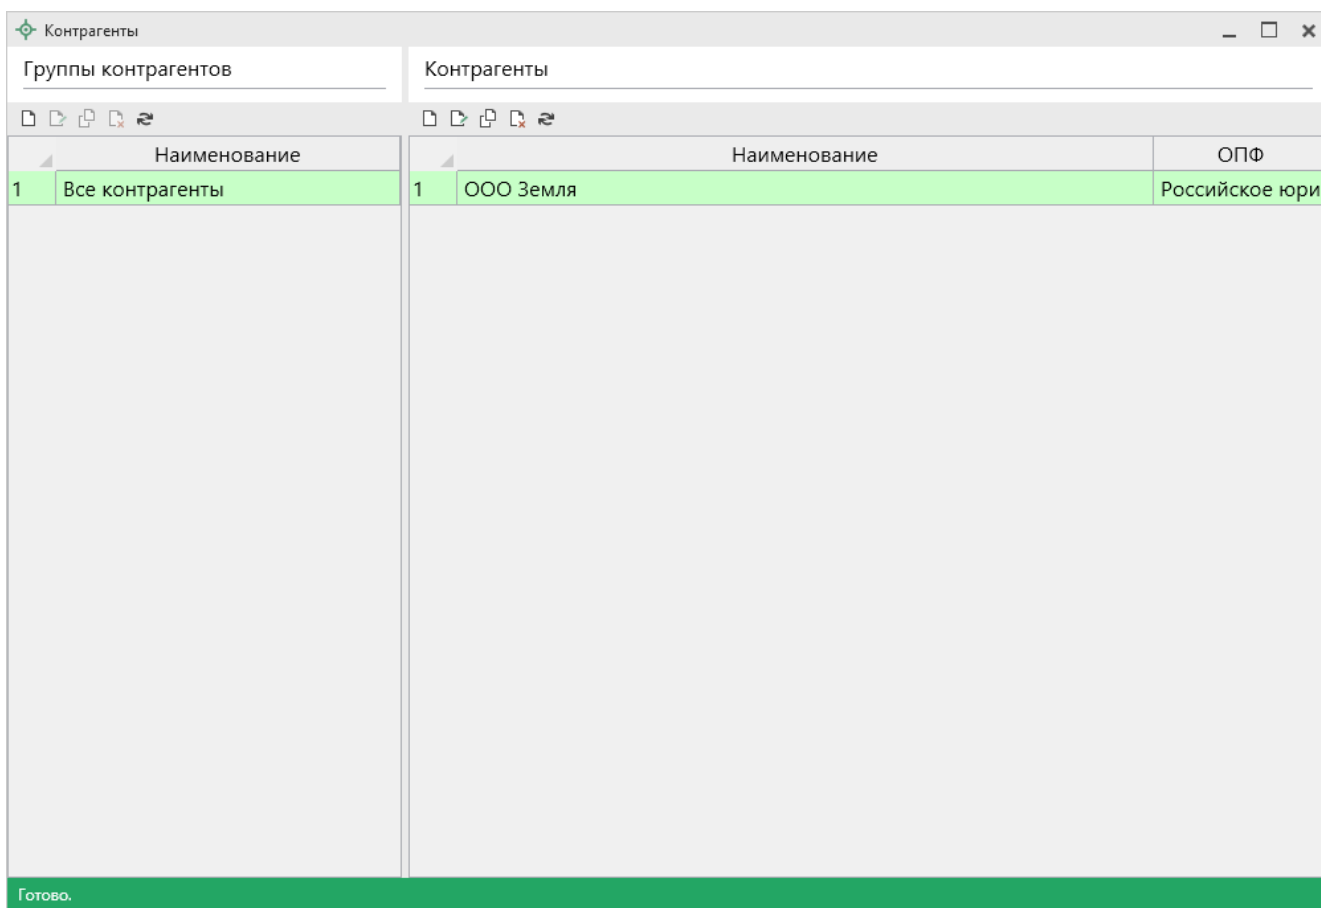 Контрагенты
Группы контрагентов
Контрагенты
Наименование
Наименование ОПФ
1 Все контрагенты
1 ООО Земля Российское юри
Готово.